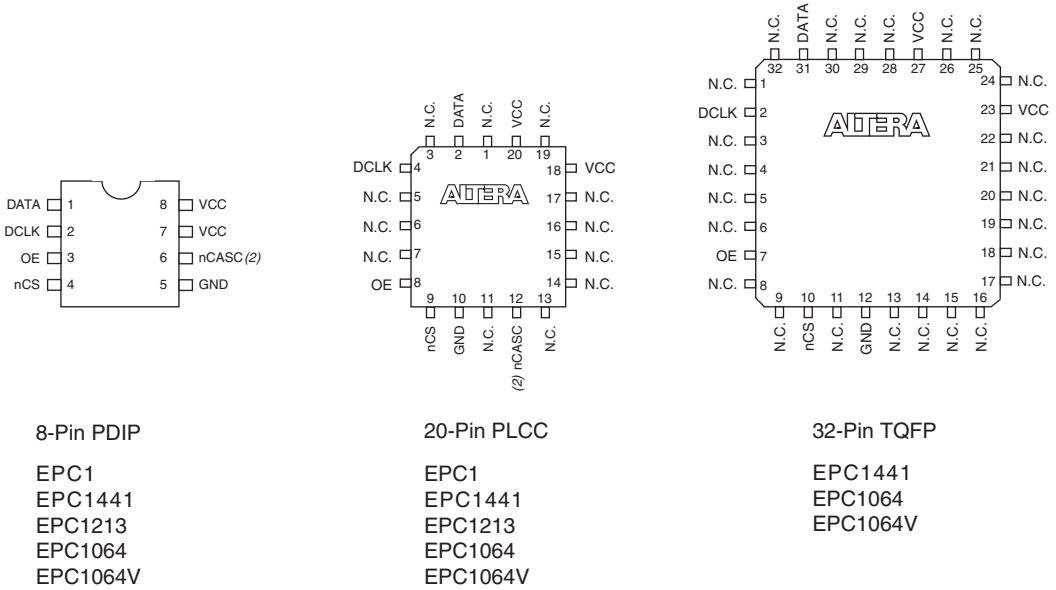 DATA 1 8 VCC
DCLK 2 7 VCC
OE 3 6 nCASC (2)
nCS 4 5 GND
8-Pin PDIP
EPC1
EPC1441
EPC1213
EPC1064
EPC1064V
N.C. DATA N.C. VCC N.C.
3 2 1 20 19
DCLK 4 18 VCC
ALTERA
N.C. 5 17 N.C.
N.C. 6 16 N.C.
N.C. 7 15 N.C.
OE 8 14 N.C.
9 10 11 12 13
nCS GND N.C. (2) nCASC N.C.
20-Pin PLCC
EPC1
EPC1441
EPC1213
EPC1064
EPC1064V
N.C. DATA N.C. N.C. N.C. VCC N.C. N.C.
32 31 30 29 28 27 26 25
N.C. 1 24 N.C.
DCLK 2 23 VCC
ALTERA
N.C. 3 22 N.C.
N.C. 4 21 N.C.
N.C. 5 20 N.C.
N.C. 6 19 N.C.
OE 7 18 N.C.
N.C. 8 17 N.C.
9 10 11 12 13 14 15 16
N.C. nCS N.C. GND N.C. N.C. N.C. N.C.
32-Pin TQFP
EPC1441
EPC1064
EPC1064V